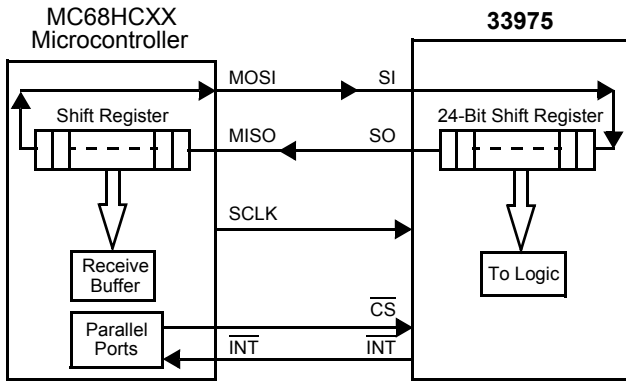 MC68HCXX
Microcontroller
33975
MOSI
SI
Shift Register
24-Bit Shift Register
MISO
SO
SCLK
Receive
Buffer
To Logic
Parallel
Ports
CS
INT
INT